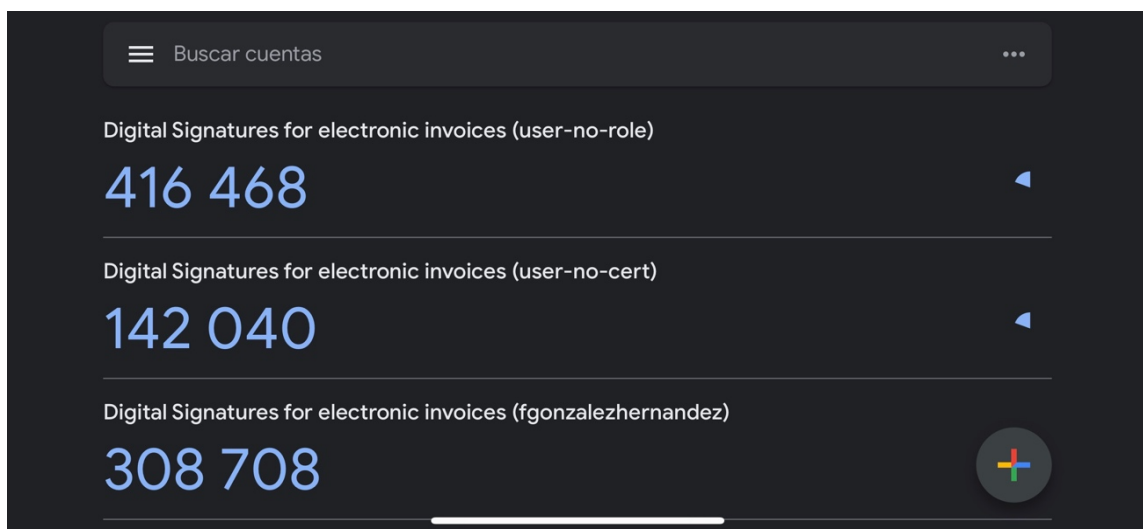 Buscar cuentas
Digital Signatures for electronic invoices (user-no-role)
416 468
Digital Signatures for electronic invoices (user-no-cert)
142 040
Digital Signatures for electronic invoices (fgonzalezhernandez)
308 708